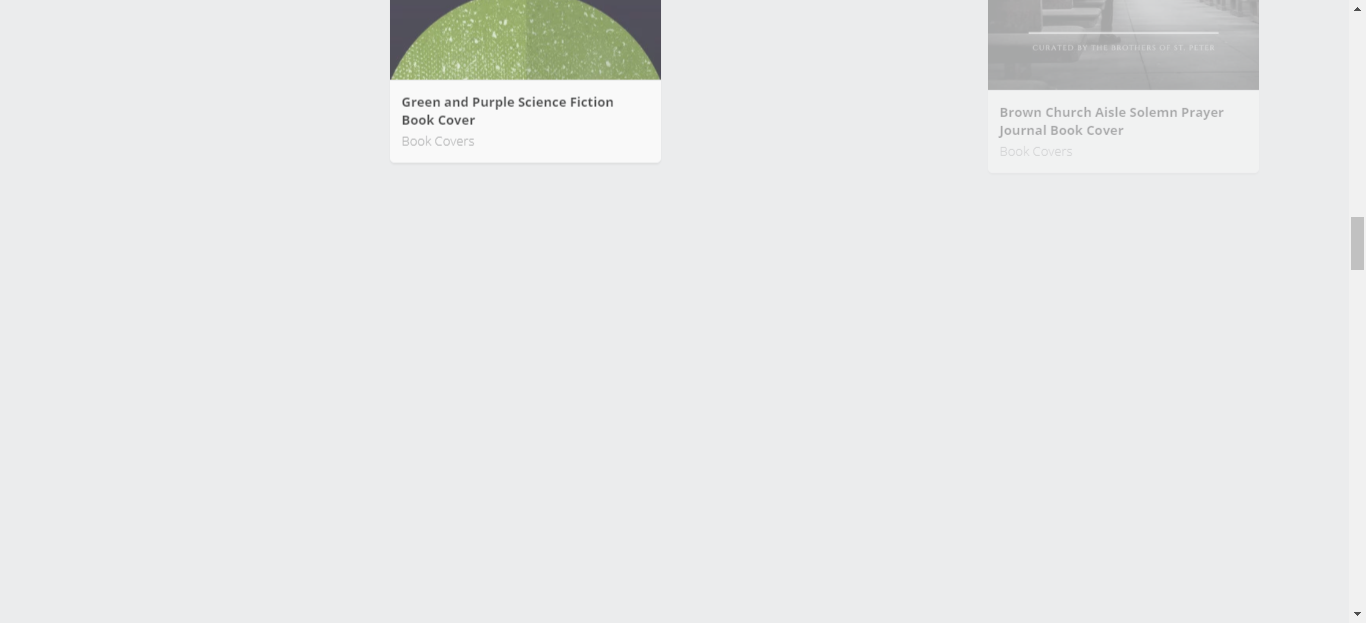 Green and Purple Science Fiction
Book Cover
Book Covers
CURATED BY THE BROTHERS OF ST. PETER
Brown Church Aisle Solemn Prayer
Journal Book Cover
Book Covers